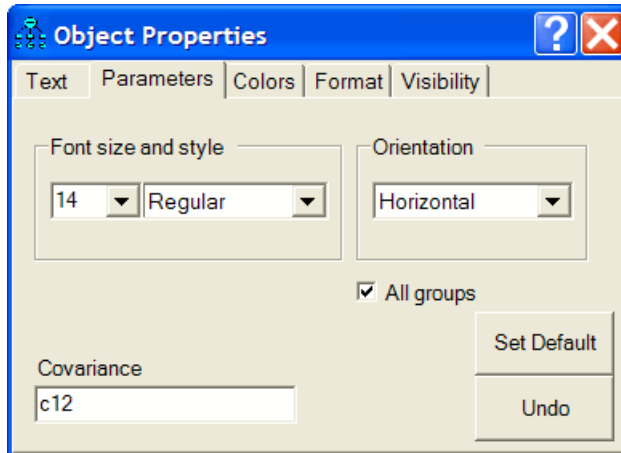 Object Properties ?
Text Parameters Colors Format Visibility
Font size and style
Orientation
14 Regular
Horizontal
All groups
Set Default
Covariance
c12
Undo